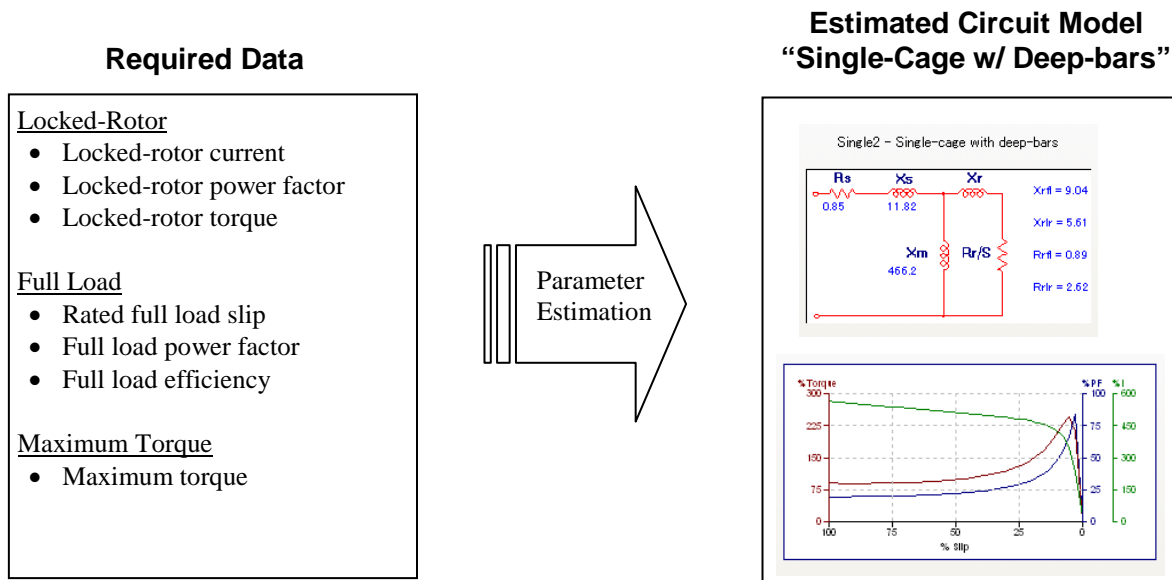 Required Data
Locked-Rotor
• Locked-rotor current
• Locked-rotor power factor
• Locked-rotor torque
Full Load
• Rated full load slip
• Full load power factor
• Full load efficiency
Maximum Torque
• Maximum torque
Parameter
Estimation
Estimated Circuit Model
“Single-Cage w/ Deep-bars”
Single2 - Single-cage with deep-bars
Rs Xs Xr
0.85 11.82
Xm Rr/S
466.2
Xrfl = 9.04
Xrlr = 5.61
Rrfl = 0.89
Rrlr = 2.62
%Torque %PF %I
300 100 600
225 75 450
150 50 300
75 25 150
0 0 0
100 75 50 25 0
% Slip